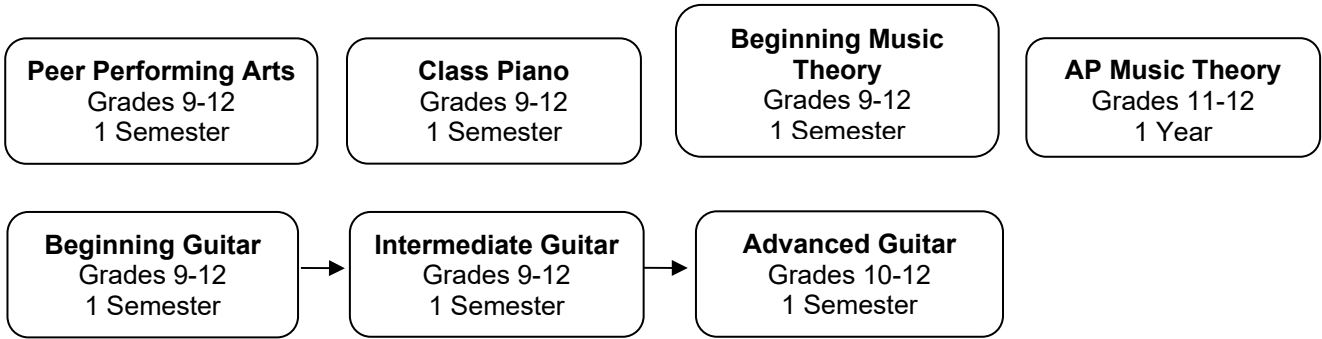 Peer Performing Arts
Grades 9-12
1 Semester
Class Piano
Grades 9-12
1 Semester
Beginning Music
Theory
Grades 9-12
1 Semester
AP Music Theory
Grades 11-12
1 Year
Beginning Guitar
Grades 9-12
1 Semester
Intermediate Guitar
Grades 9-12
1 Semester
Advanced Guitar
Grades 10-12
1 Semester